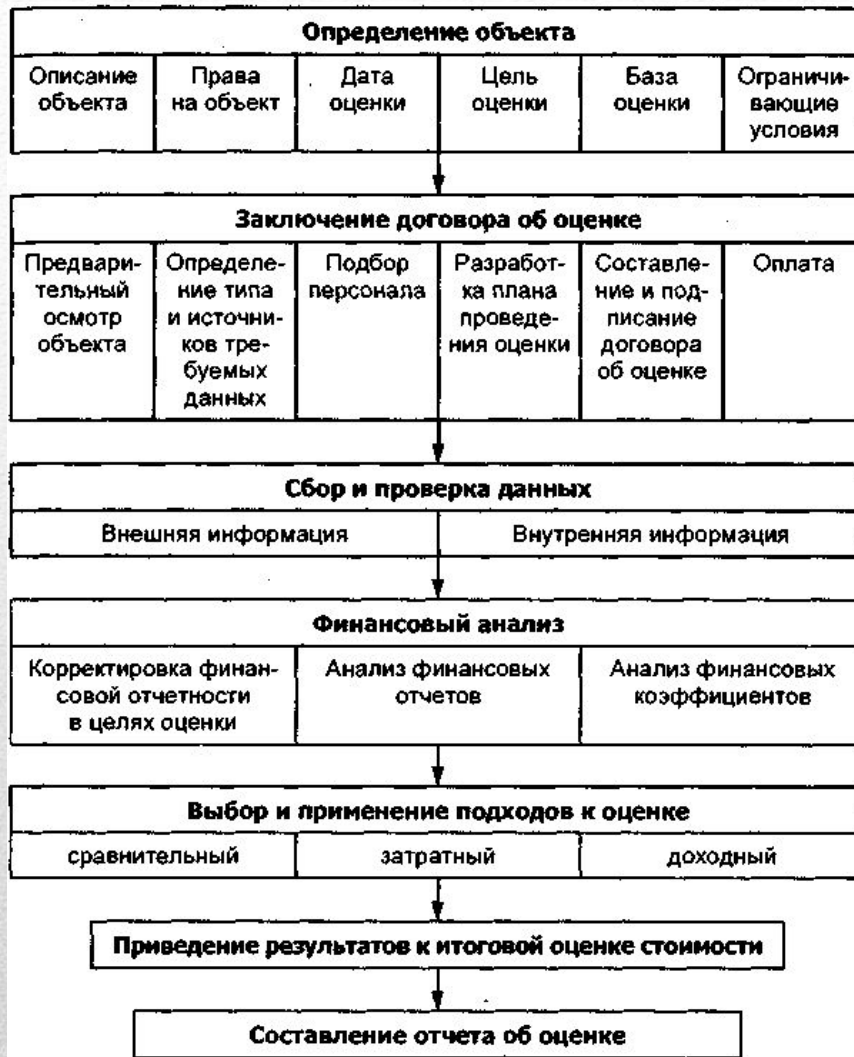 Определение объекта
Описание объекта
Права на объект
Дата оценки
Цель оценки
База оценки
Ограничи-
вающие
условия
Заключение договора об оценке
Предвари-
тельный
осмотр
объекта
Определе-
ние типа
и источни-
ков тре-
буемых
данных
Подбор
персонала
Разработ-
ка плана
проведе-
ния оценки
Составле-
ние и под-
писание
договора
об оценке
Оплата
Сбор и проверка данных
Внешняя информация
Внутренняя информация
Финансовый анализ
Корректировка финан-
совой отчетности
в целях оценки
Анализ финансовых
отчетов
Анализ финансовых
коэффициентов
Выбор и применение подходов к оценке
сравнительный
затратный
доходный
Приведение результатов к итоговой оценке стоимости
Составление отчета об оценке